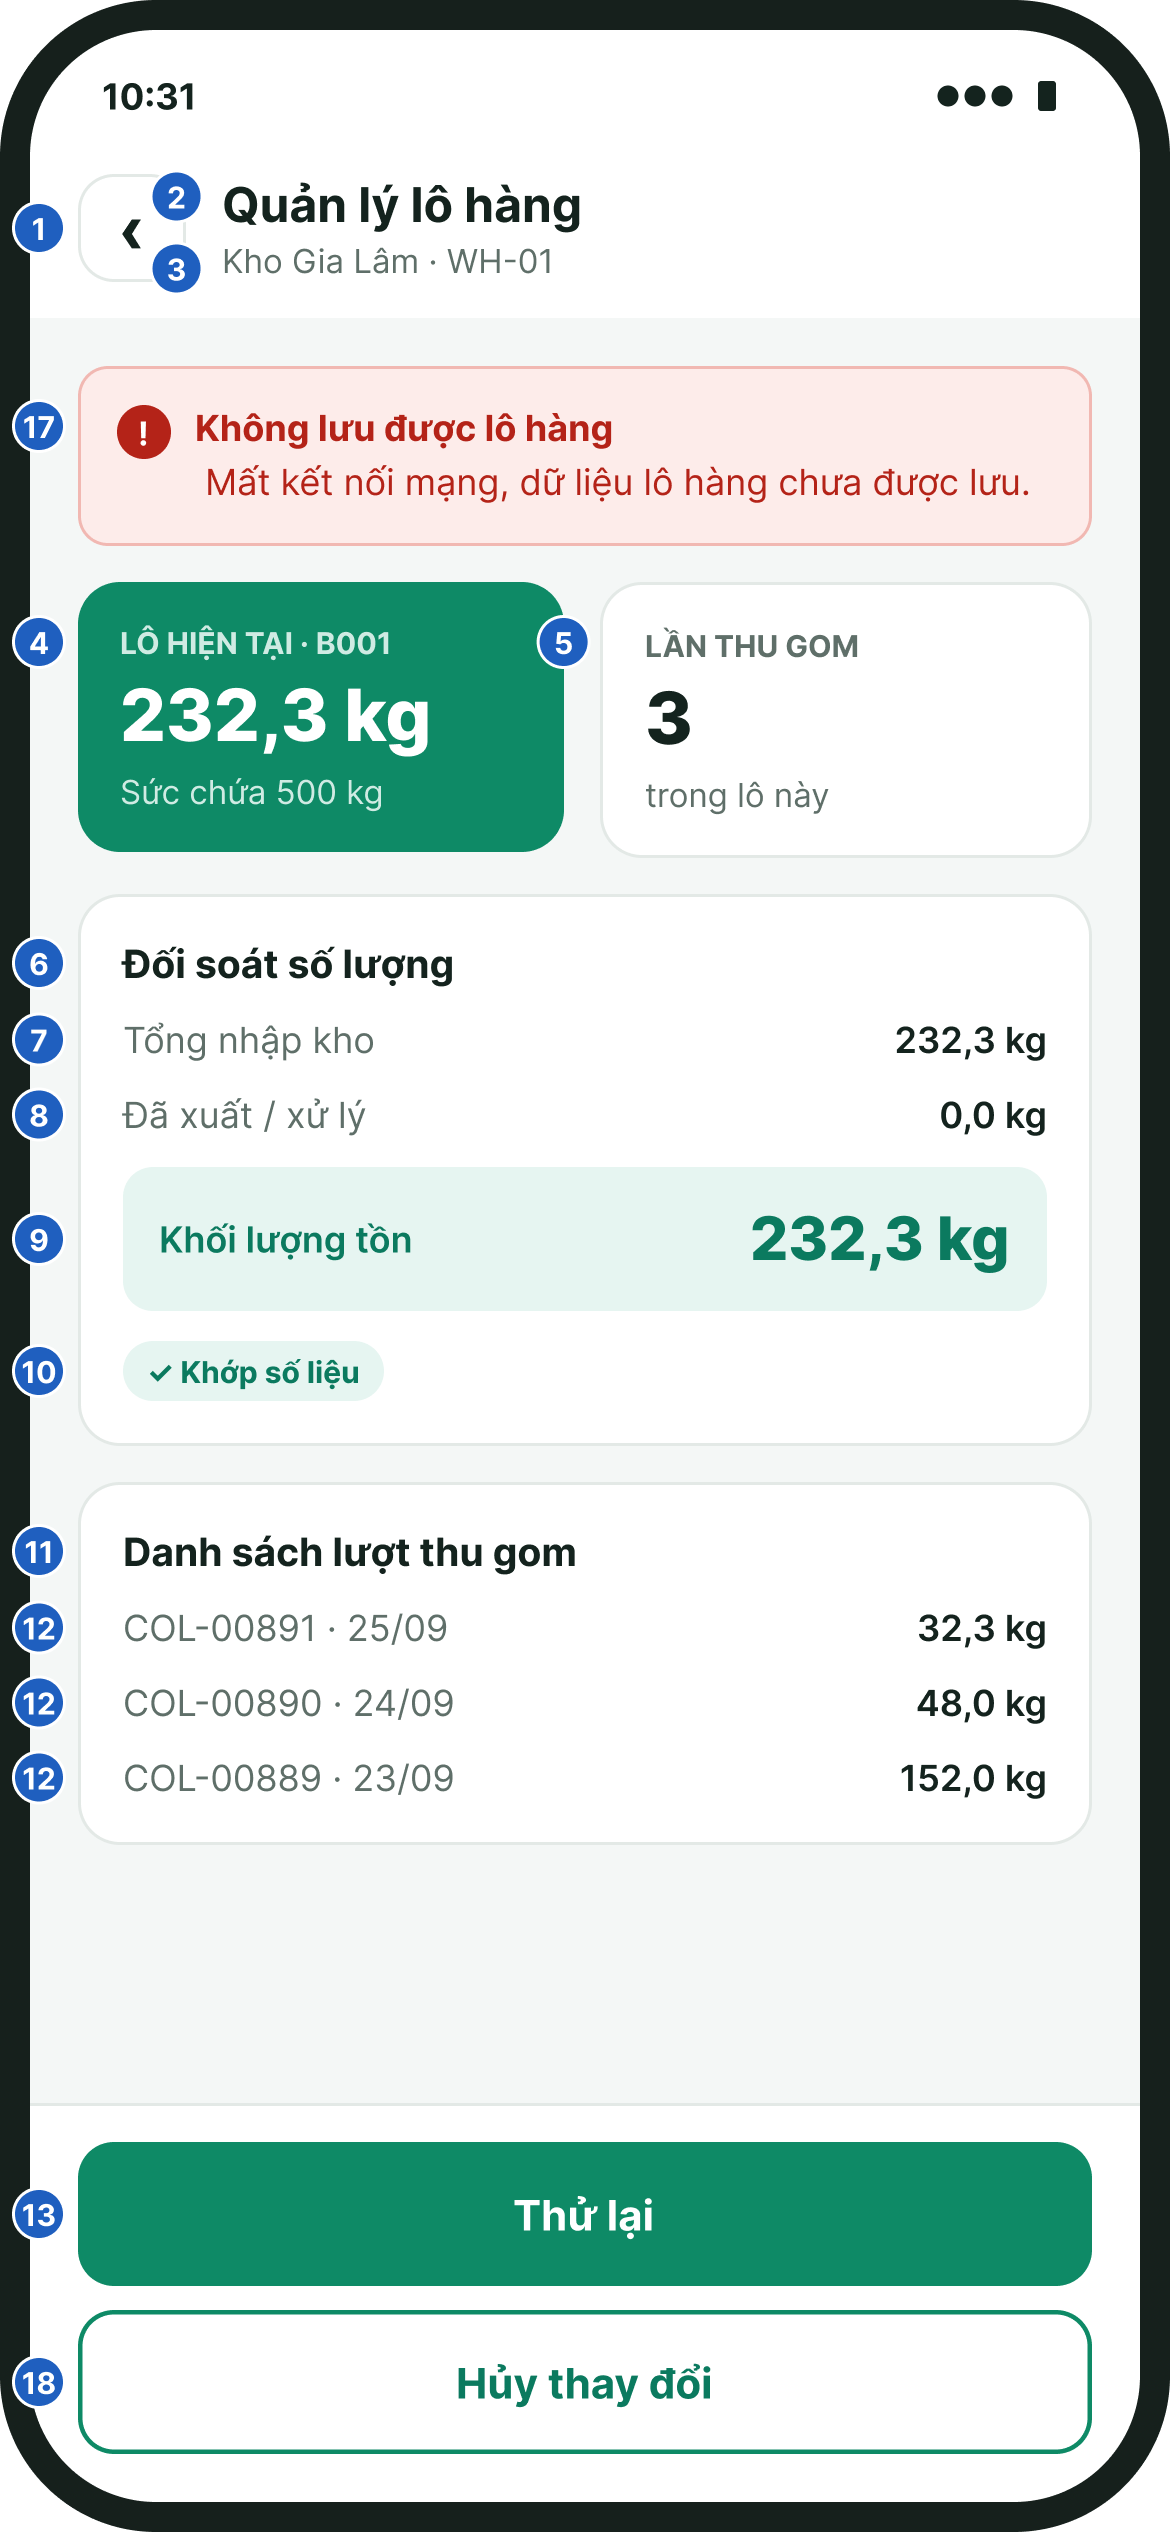 10:31
1
‹
2
Quản lý lô hàng
3
Kho Gia Lâm · WH-01
17
!
Không lưu được lô hàng
Mất kết nối mạng, dữ liệu lô hàng chưa được lưu.
4
LÔ HIỆN TẠI · B001
232,3 kg
Sức chứa 500 kg
5
LẦN THU GOM
3
trong lô này
6
Đối soát số lượng
7
Tổng nhập kho 232,3 kg
8
Đã xuất / xử lý 0,0 kg
9
Khối lượng tồn 232,3 kg
10
✓ Khớp số liệu
11
Danh sách lượt thu gom
12
COL-00891 · 25/09 32,3 kg
12
COL-00890 · 24/09 48,0 kg
12
COL-00889 · 23/09 152,0 kg
13
Thử lại
18
Hủy thay đổi